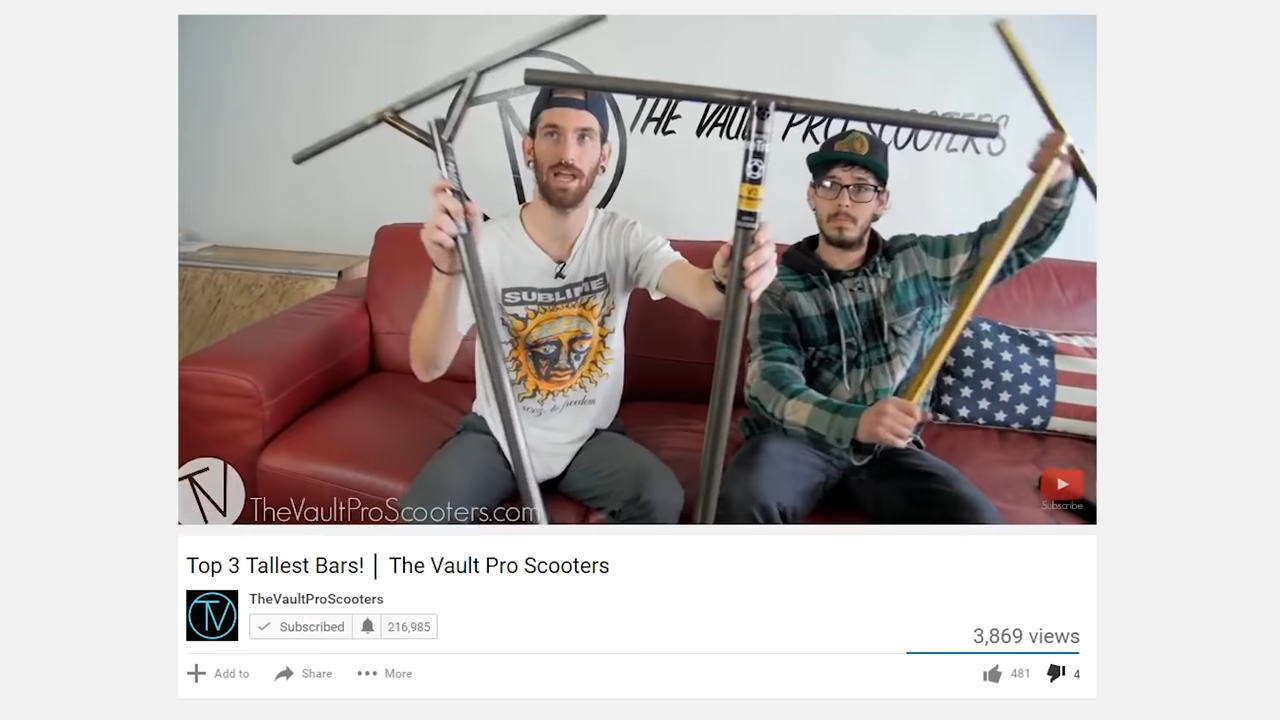 THE VAULT PRO SCOOTERS
SUBLIME
TheVaultProScooters.com
Subscribe
Top 3 Tallest Bars! | The Vault Pro Scooters
TheVaultProScooters
Subscribed 216,985
3,869 views
Add to Share More 481 4